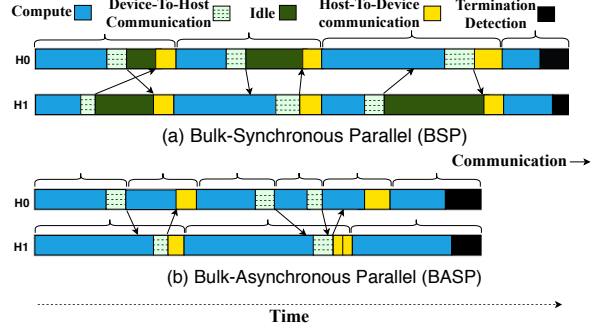 Compute
Device-To-Host
Communication
Idle
Host-To-Device
communication
Termination
Detection
H0
H1
(a) Bulk-Synchronous Parallel (BSP)
Communication
H0
H1
(b) Bulk-Asynchronous Parallel (BASP)
Time